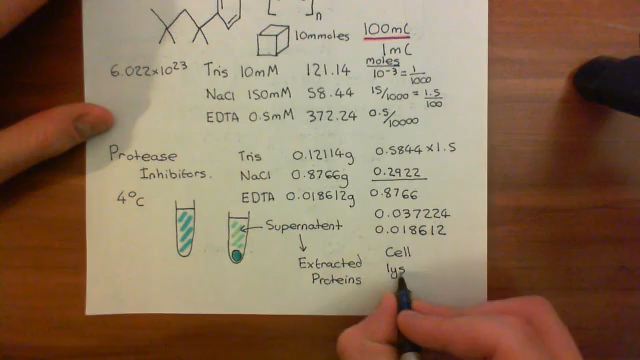 n
10mmoles 100mL
1mL
6.022x10²³ Tris 10mM 121.14 moles 10⁻³ = 1/1000
NaCl 150mM 58.44 15/1000 = 1.5/100
EDTA 0.5mM 372.24 0.5/10000
Protease Tris 0.12114g 0.5844 x 1.5
Inhibitors. NaCl 0.8766g 0.2922
4°C EDTA 0.018612g 0.8766
0.037224
Supernatent 0.018612
Cell
Extracted lys
Proteins